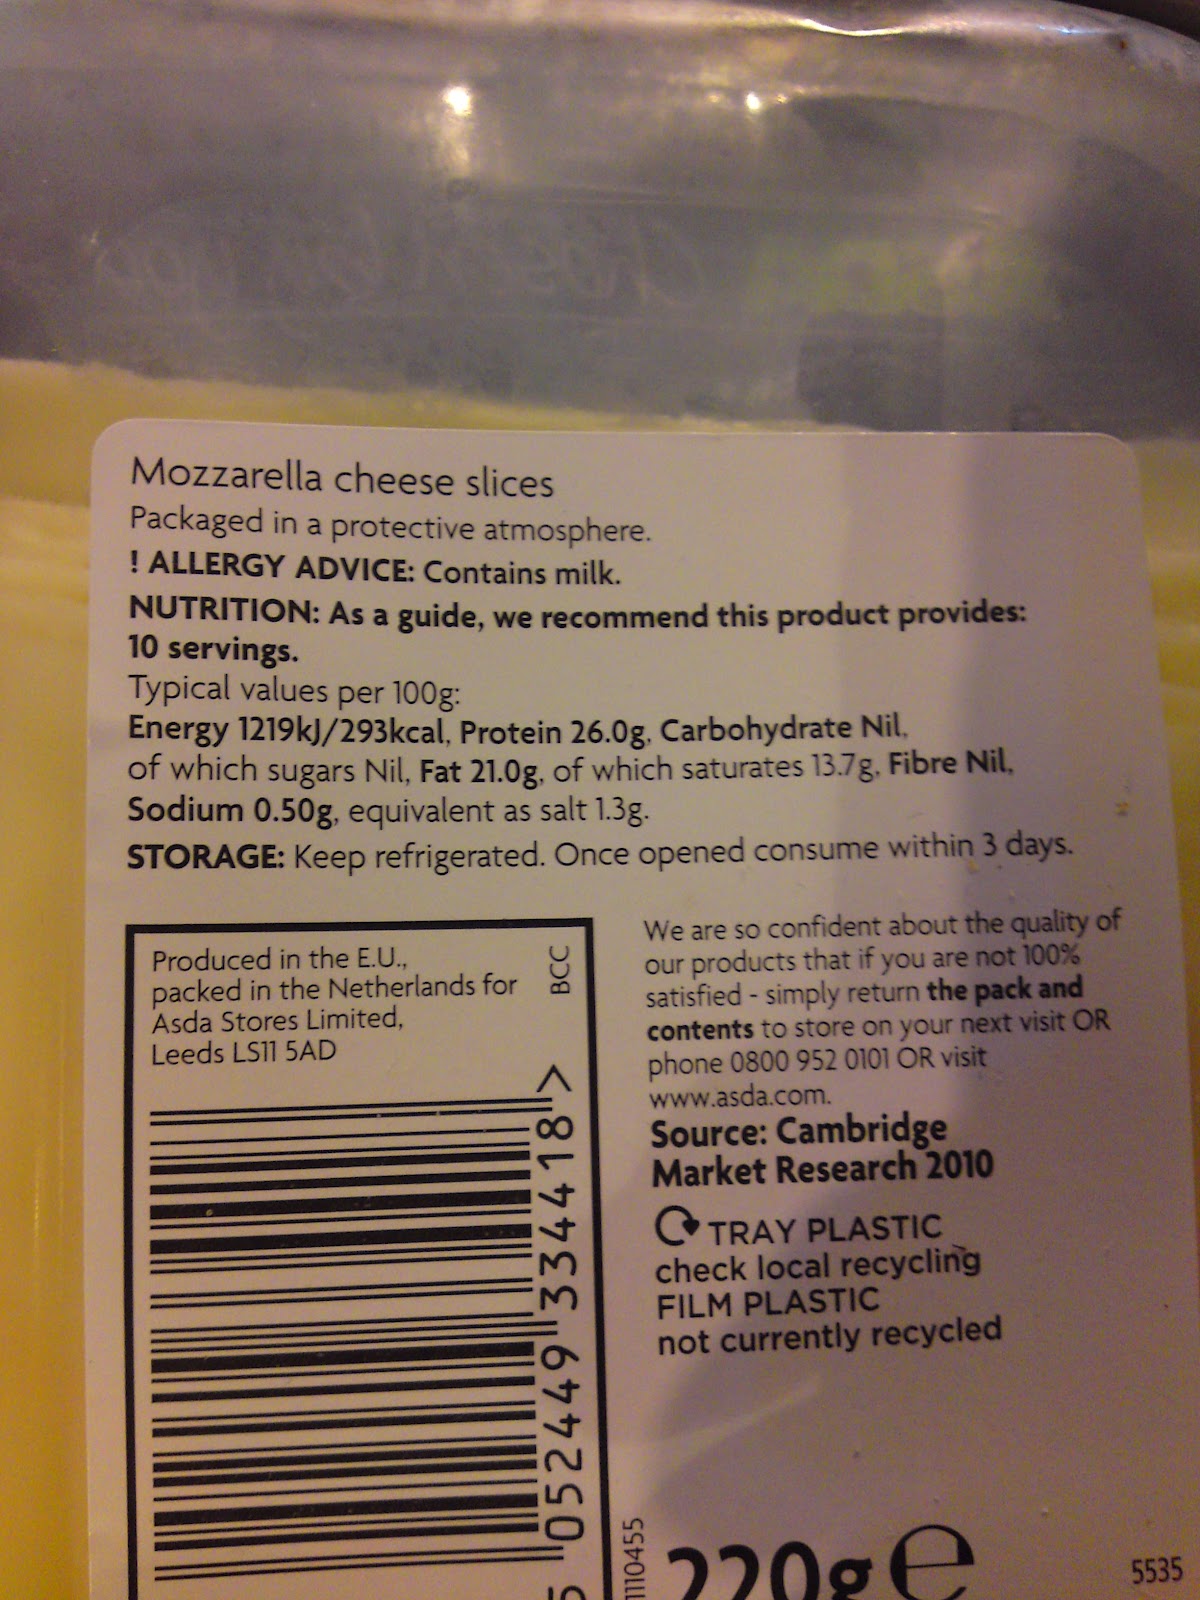 Mozzarella cheese slices
Packaged in a protective atmosphere.
! ALLERGY ADVICE: Contains milk.
NUTRITION: As a guide, we recommend this product provides:
10 servings.
Typical values per 100g:
Energy 1219kJ/293kcal, Protein 26.0g, Carbohydrate Nil,
of which sugars Nil, Fat 21.0g, of which saturates 13.7g, Fibre Nil,
Sodium 0.50g, equivalent as salt 1.3g.
STORAGE: Keep refrigerated. Once opened consume within 3 days.
Produced in the E.U.,
packed in the Netherlands for
Asda Stores Limited,
Leeds LS11 5AD
BCC
5 052449 334418 >
We are so confident about the quality of
our products that if you are not 100%
satisfied - simply return the pack and
contents to store on your next visit OR
phone 0800 952 0101 OR visit
www.asda.com.
Source: Cambridge
Market Research 2010
TRAY PLASTIC
check local recycling
FILM PLASTIC
not currently recycled
1110455
220g e
5535